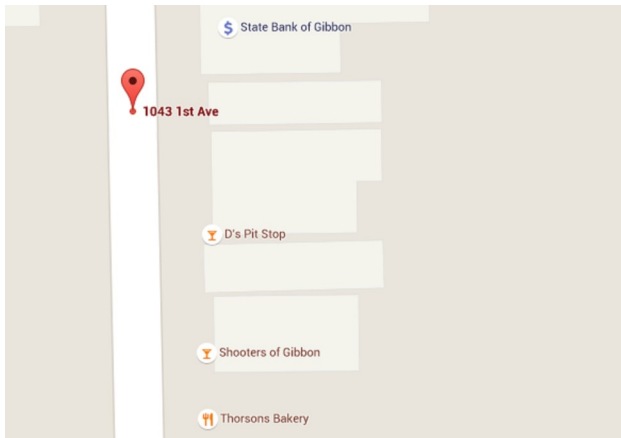 State Bank of Gibbon
1043 1st Ave
D's Pit Stop
Shooters of Gibbon
Thorsons Bakery